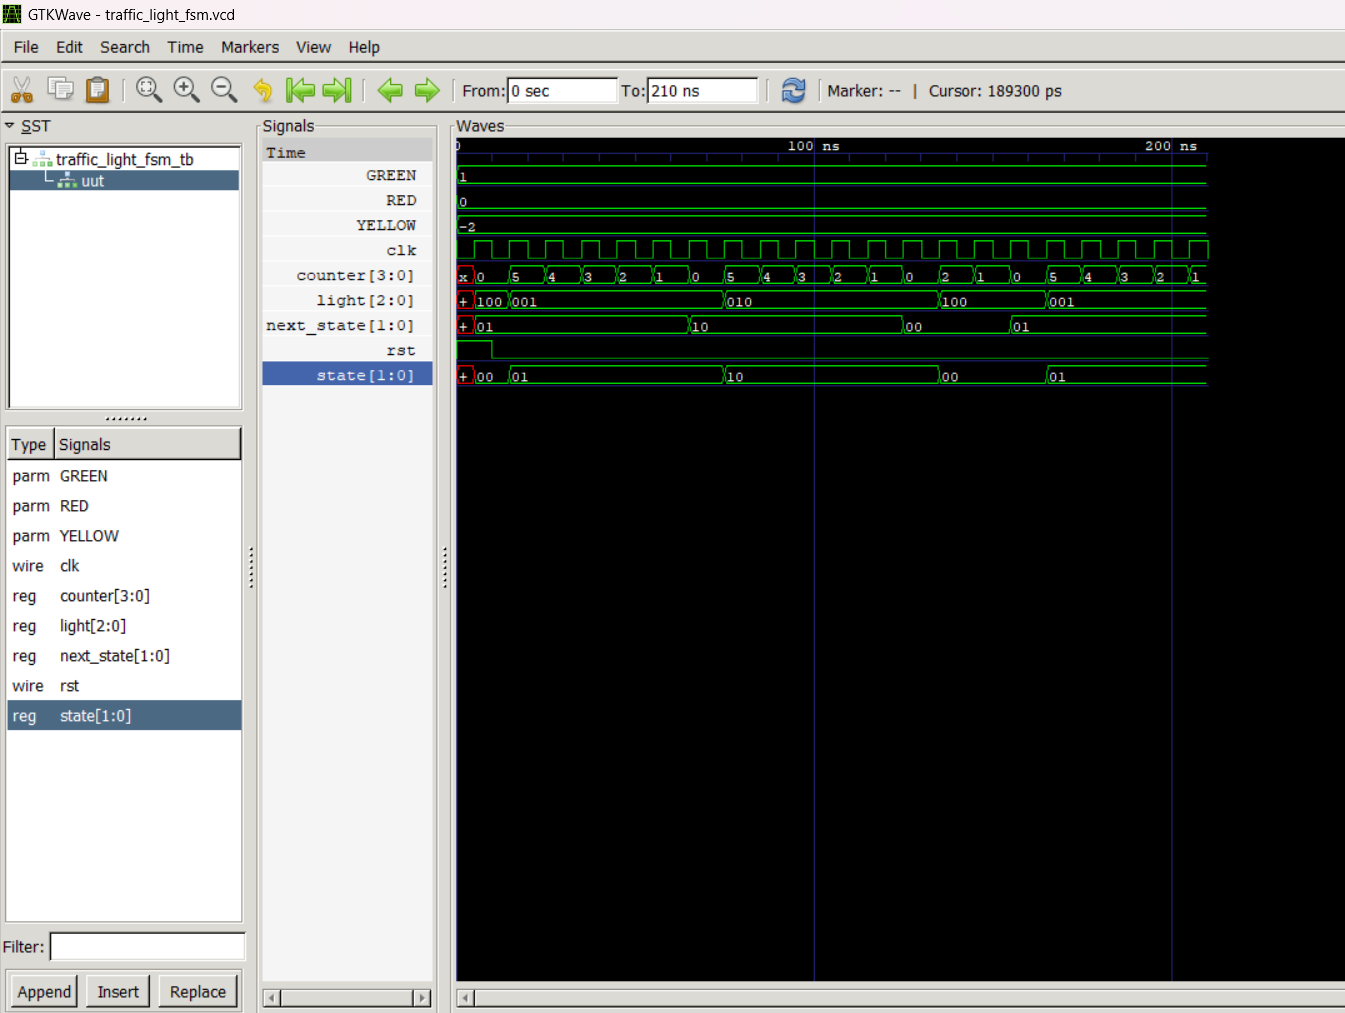 GTKWave - traffic_light_fsm.vcd
File Edit Search Time Markers View Help
From: 0 sec To: 210 ns Marker: -- | Cursor: 189300 ps
SST
traffic_light_fsm_tb
uut
Type Signals
parm GREEN
parm RED
parm YELLOW
wire clk
reg counter[3:0]
reg light[2:0]
reg next_state[1:0]
wire rst
reg state[1:0]
Filter:
Append Insert Replace
Signals
Time
GREEN
RED
YELLOW
clk
counter[3:0]
light[2:0]
next_state[1:0]
rst
state[1:0]
Waves
0 100 ns 200 ns
1
0
-2
x 0 5 4 3 2 1 0 5 4 3 2 1 0 2 1 0 5 4 3 2 1
+ 100 001 010 100 001
+ 01 10 00 01
+ 00 01 10 00 01